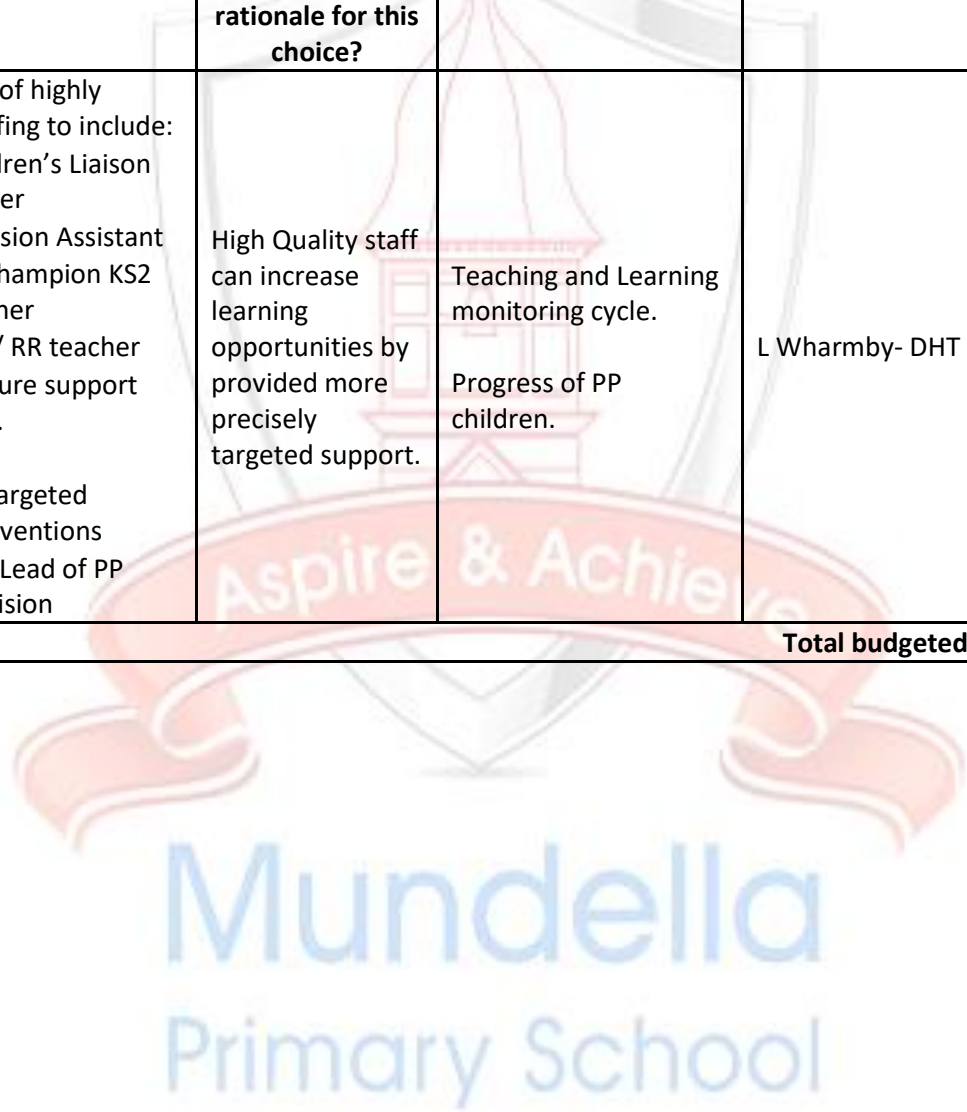 rationale for this
choice?
of highly
fing to include:
dren's Liaison
er
sion Assistant
hampion KS2
her
/ RR teacher
ure support
.
argeted
ventions
Lead of PP
ision
High Quality staff
can increase
learning
opportunities by
provided more
precisely
targeted support.
Teaching and Learning
monitoring cycle.
Progress of PP
children.
L Wharmby- DHT
Total budgeted
Aspire & Achieve
Mundella
Primary School